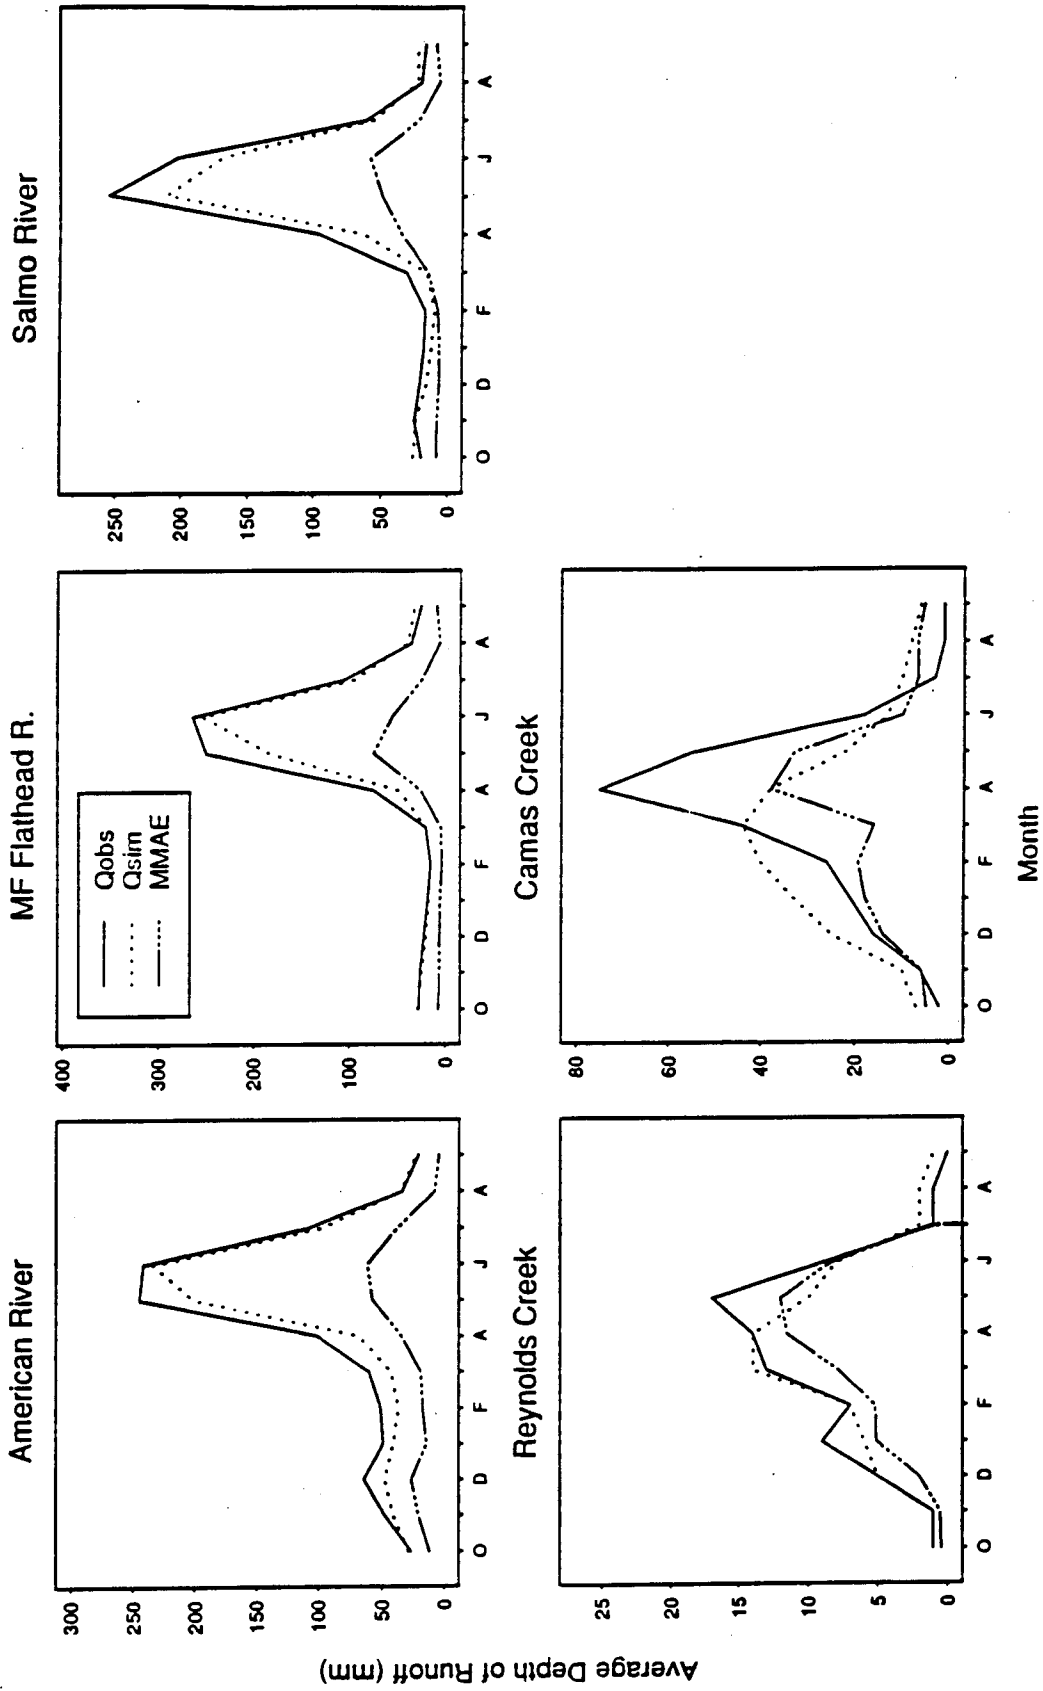 American River
MF Flathead R.
Salmo River
300
250
200
150
100
50
0
O D F A J A
400
300
200
100
0
O D F A J A
Qobs
Qsim
MMAE
250
200
150
100
50
0
O D F A J A
Reynolds Creek
Camas Creek
25
20
15
10
5
0
O D F A J A
80
60
40
20
0
O D F A J A
Average Depth of Runoff (mm)
Month